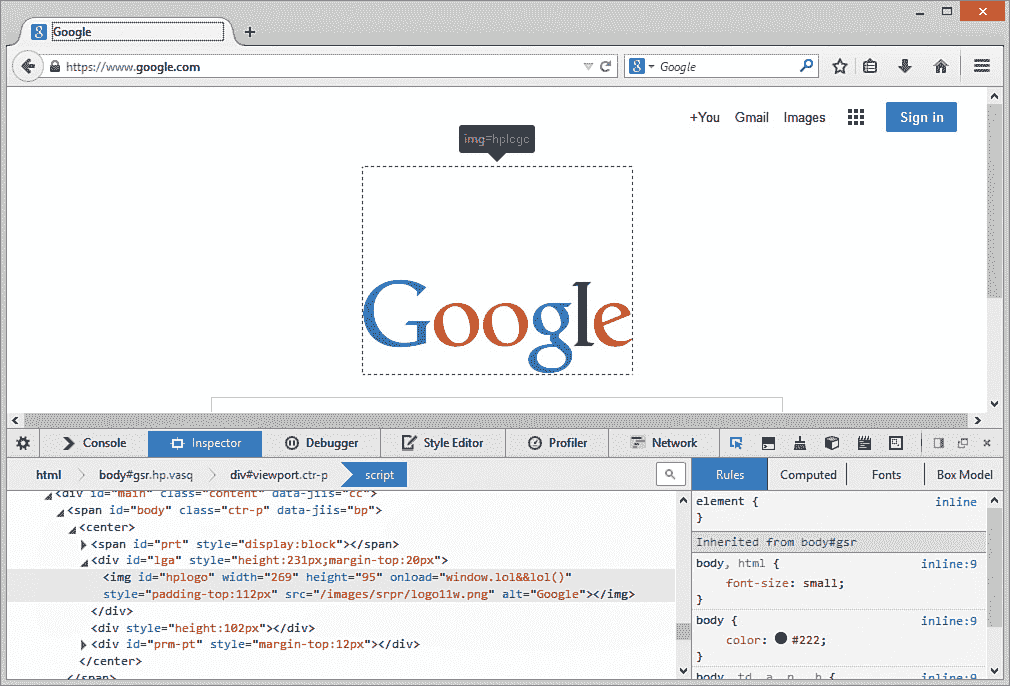 Google
https://www.google.com
Google
+You Gmail Images Sign in
Google
Console Inspector Debugger Style Editor Profiler Network
html body#gsr.hp.vasq div#viewport.ctr-p script
Rules Computed Fonts Box Model
<div id="main" class="content" data-jiis="cc">
<span id="body" class="ctr-p" data-jiis="bp">
<center>
<span id="prt" style="display:block"></span>
<div id="lga" style="height:231px;margin-top:20px">
<img id="hplogo" width="269" height="95" onload="window.lol&&lol()"
style="padding-top:112px" src="/images/srpr/logo11w.png" alt="Google"></img>
</div>
<div style="height:102px"></div>
<div id="prm-pt" style="margin-top:12px"></div>
</center>
</span>
element { inline
}
Inherited from body#gsr
body, html { inline:9
font-size: small;
}
body { inline:9
color: #222;
}
body, td, a, p, .h { inline:9